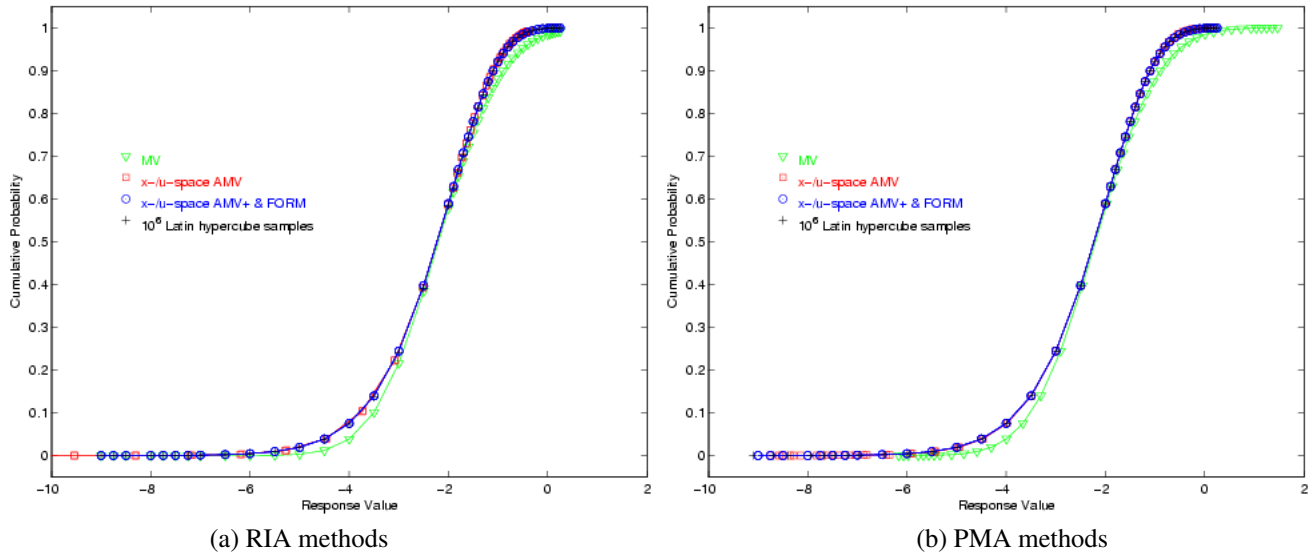 1
0.9
0.8
0.7
0.6
0.5
0.4
0.3
0.2
0.1
0
Cumulative Probability
MV
x-/u-space AMV
x-/u-space AMV+ & FORM
10⁶ Latin hypercube samples
-10 -8 -6 -4 -2 0 2
Response Value
(a) RIA methods
1
0.9
0.8
0.7
0.6
0.5
0.4
0.3
0.2
0.1
0
Cumulative Probability
MV
x-/u-space AMV
x-/u-space AMV+ & FORM
10⁶ Latin hypercube samples
-10 -8 -6 -4 -2 0 2
Response Value
(b) PMA methods